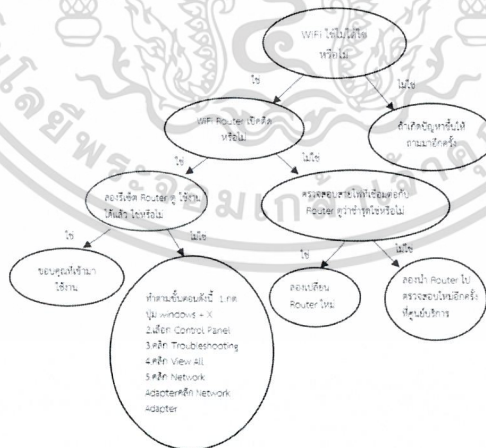 WiFi ใช้ไม่ได้ใช่
หรือไม่
ใช่
ไม่ใช่
WiFi Router เปิดติด
หรือไม่
ถ้าเกิดปัญหาขึ้นให้
ถามมาอีกครั้ง
ใช่
ไม่ใช่
ลองรีเซ็ต Router ดู ใช้งาน
ได้แล้ว ใช่หรือไม่
ตรวจสอบสายไฟที่เชื่อมต่อกับ
Router ดูว่าชำรุดใช่หรือไม่
ใช่
ไม่ใช่
ใช่
ไม่ใช่
ขอบคุณที่เข้ามา
ใช้งาน
ทำตามขั้นตอนดังนี้ 1.กด
ปุ่ม windows + X
2.เลือก Control Panel
3.คลิก Troubleshooting
4.คลิก View All
5.คลิก Network
Adapterคลิก Network
Adapter
ลองเปลี่ยน
Router ใหม่
ลองนำ Router ไป
ตรวจสอบใหม่อีกครั้ง
ที่ศูนย์บริการ